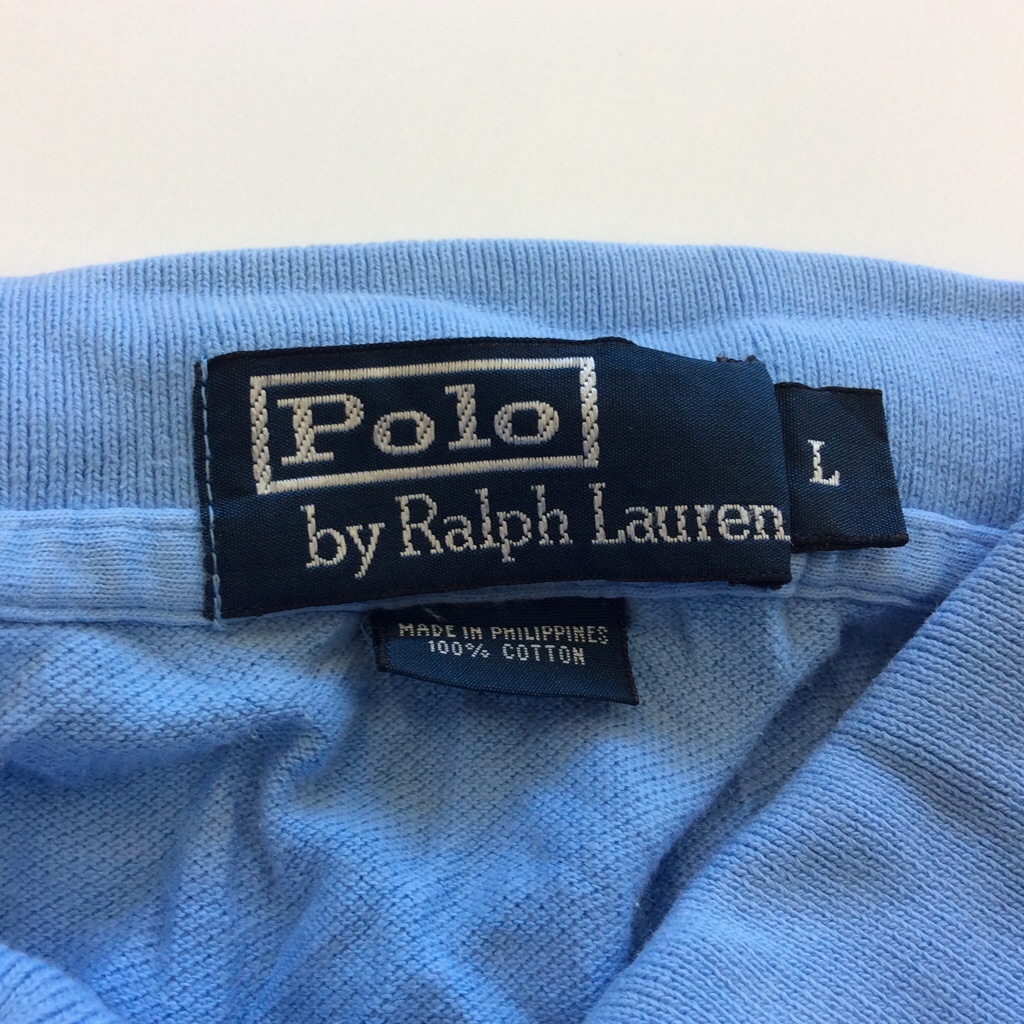 Polo
by Ralph Lauren
L
MADE IN PHILIPPINES
100% COTTON